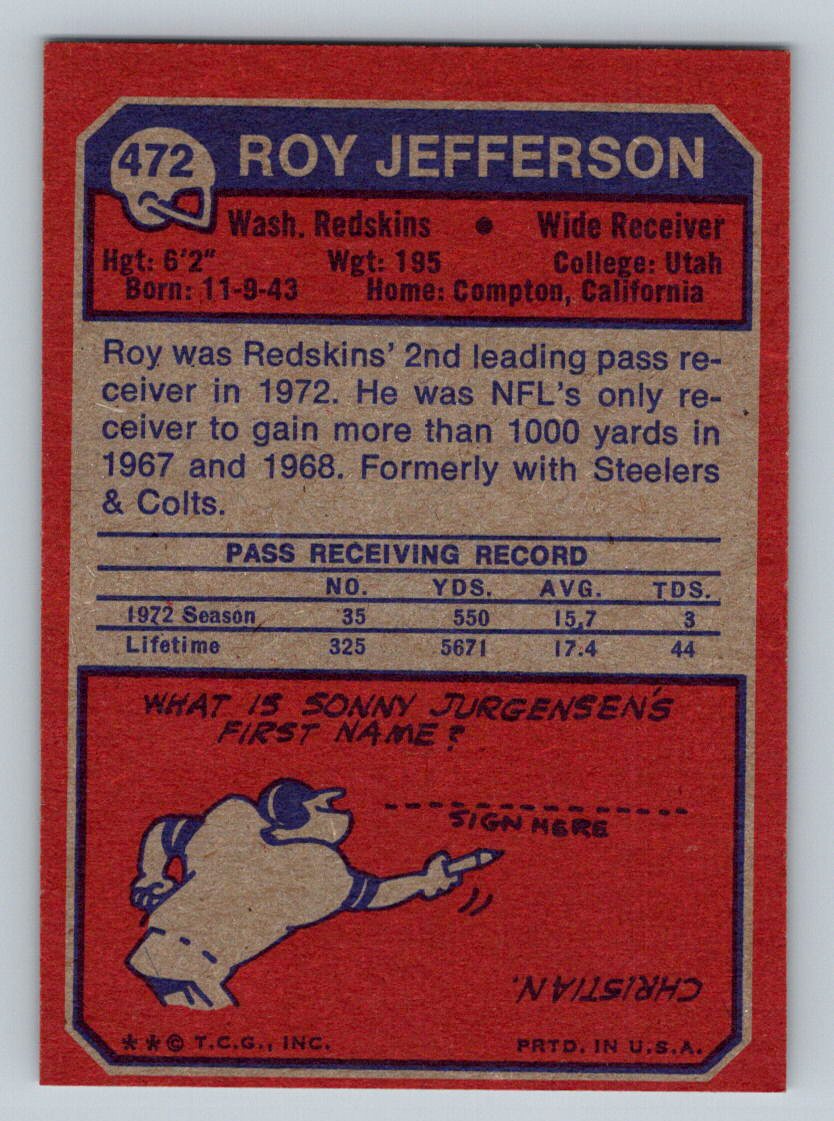 472 ROY JEFFERSON
Wash. Redskins • Wide Receiver
Hgt: 6'2" Wgt: 195 College: Utah
Born: 11-9-43 Home: Compton, California
Roy was Redskins' 2nd leading pass re-
ceiver in 1972. He was NFL's only re-
ceiver to gain more than 1000 yards in
1967 and 1968. Formerly with Steelers
& Colts.
PASS RECEIVING RECORD
NO. YDS. AVG. TDS.
1972 Season 35 550 15.7 3
Lifetime 325 5671 17.4 44
WHAT IS SONNY JURGENSEN'S
FIRST NAME?
SIGN HERE
CHRISTIAN.
** © T.C.G., INC. PRTD. IN U.S.A.